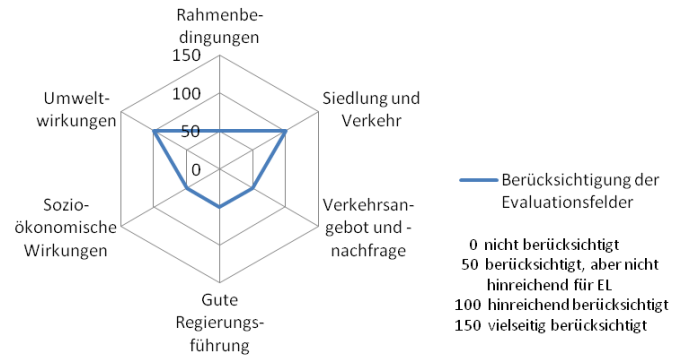 Rahmenbe-
dingungen
150
100
50
0
Siedlung und
Verkehr
Verkehrsan-
gebot und -
nachfrage
Gute
Regierungs-
führung
Sozio-
ökonomische
Wirkungen
Umwelt-
wirkungen
Berücksichtigung der
Evaluationsfelder
0 nicht berücksichtigt
50 berücksichtigt, aber nicht
hinreichend für EL
100 hinreichend berücksichtigt
150 vielseitig berücksichtigt